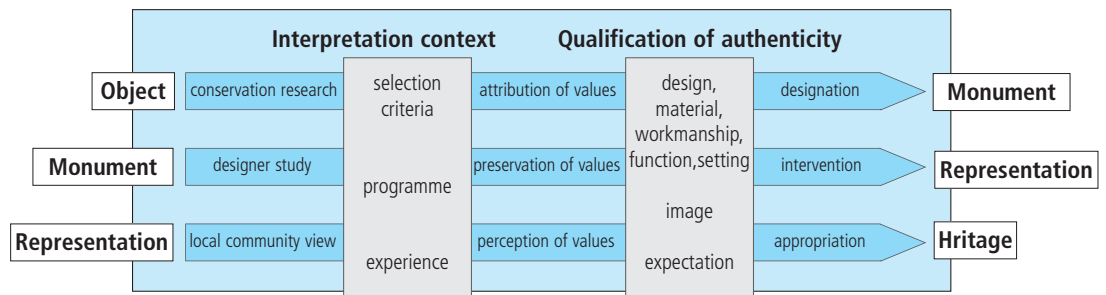 Interpretation context
Qualification of authenticity
Object
conservation research
selection
criteria
attribution of values
design,
material,
workmanship,
function,setting
designation
Monument
Monument
designer study
programme
preservation of values
image
intervention
Representation
Representation
local community view
experience
perception of values
expectation
appropriation
Hritage